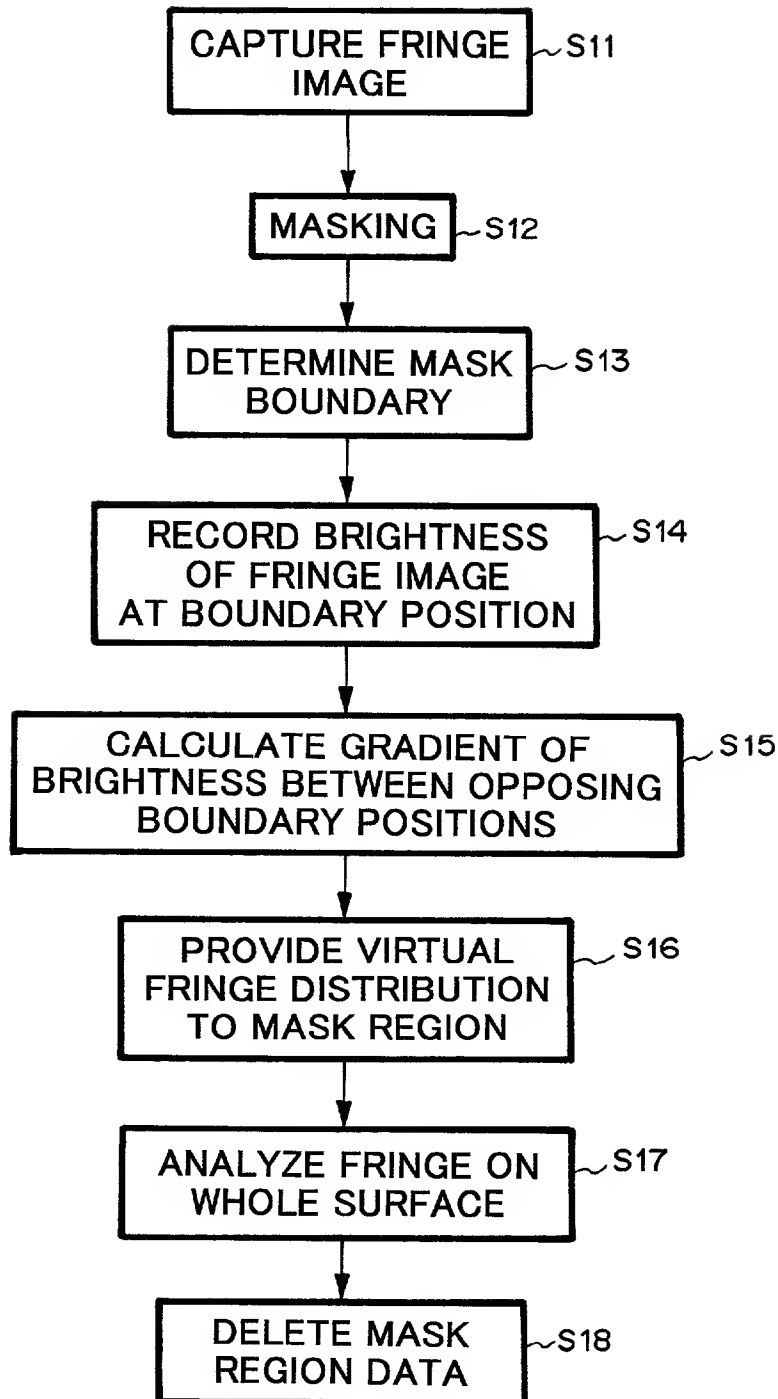 CAPTURE FRINGE
IMAGE
S11
MASKING
S12
DETERMINE MASK
BOUNDARY
S13
RECORD BRIGHTNESS
OF FRINGE IMAGE
AT BOUNDARY POSITION
S14
CALCULATE GRADIENT OF
BRIGHTNESS BETWEEN OPPOSING
BOUNDARY POSITIONS
S15
PROVIDE VIRTUAL
FRINGE DISTRIBUTION
TO MASK REGION
S16
ANALYZE FRINGE ON
WHOLE SURFACE
S17
DELETE MASK
REGION DATA
S18